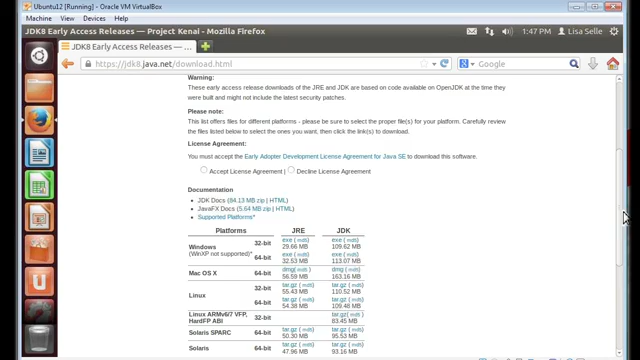 Ubuntu12 [Running] - Oracle VM VirtualBox
Machine View Devices Help
JDK8 Early Access Releases — Project Kenai - Mozilla Firefox
1:47 PM Lisa Selle
JDK8 Early Access Releases — ...
https://jdk8.java.net/download.html
Google
Warning:
These early access release downloads of the JRE and JDK are based on code available on OpenJDK at the time they
were built and might not include the latest security patches.
Please note:
This list offers files for different platforms - please be sure to select the proper file(s) for your platform. Carefully review
the files listed below to select the ones you want, then click the link(s) to download.
License Agreement:
You must accept the Early Adopter Development License Agreement for Java SE to download this software.
Accept License Agreement | Decline License Agreement
Documentation
JDK Docs (84.13 MB zip | HTML)
JavaFX Docs (5.64 MB zip | HTML)
Supported Platforms*
Platforms JRE JDK
Windows
(WinXP not supported)*
32-bit exe (md5) 29.66 MB exe (md5) 109.62 MB
64-bit exe (md5) 32.53 MB exe (md5) 113.07 MB
Mac OS X 64-bit dmg(md5) 56.59 MB dmg (md5) 163.16 MB
Linux
32-bit tar.gz (md5) 55.43 MB tar.gz (md5) 110.52 MB
64-bit tar.gz (md5) 54.38 MB tar.gz (md5) 109.48 MB
Linux ARMv6/7 VFP,
HardFP ABI
32-bit tar.gz (md5) 83.45 MB
Solaris SPARC 64-bit tar.gz (md5) 50.30 MB tar.gz (md5) 95.53 MB
Solaris 64-bit tar.gz (md5) 47.96 MB tar.gz (md5) 93.16 MB